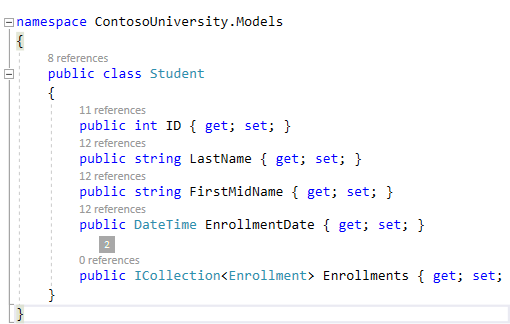 namespace ContosoUniversity.Models
{
8 references
public class Student
{
11 references
public int ID { get; set; }
12 references
public string LastName { get; set; }
12 references
public string FirstMidName { get; set; }
12 references
public DateTime EnrollmentDate { get; set; }
2
0 references
public ICollection<Enrollment> Enrollments { get; set;
}
}